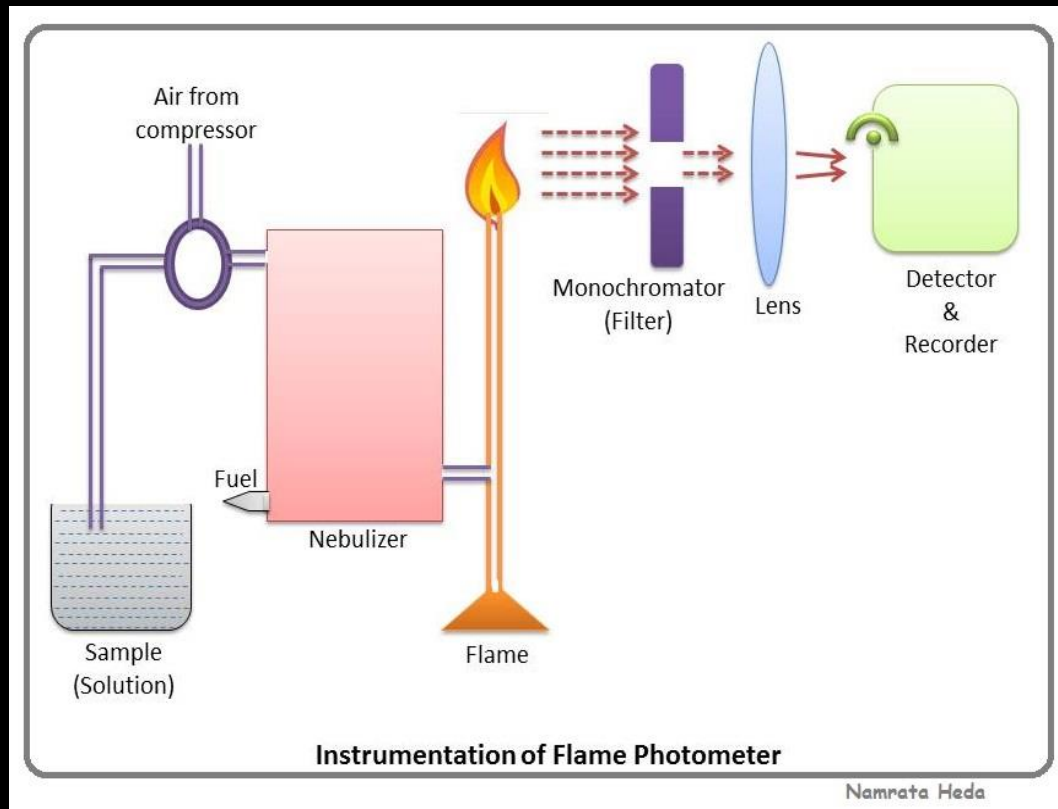 Air from
compressor
Monochromator
(Filter)
Lens
Detector
&
Recorder
Fuel
Nebulizer
Sample
(Solution)
Flame
Instrumentation of Flame Photometer
Namrata Heda